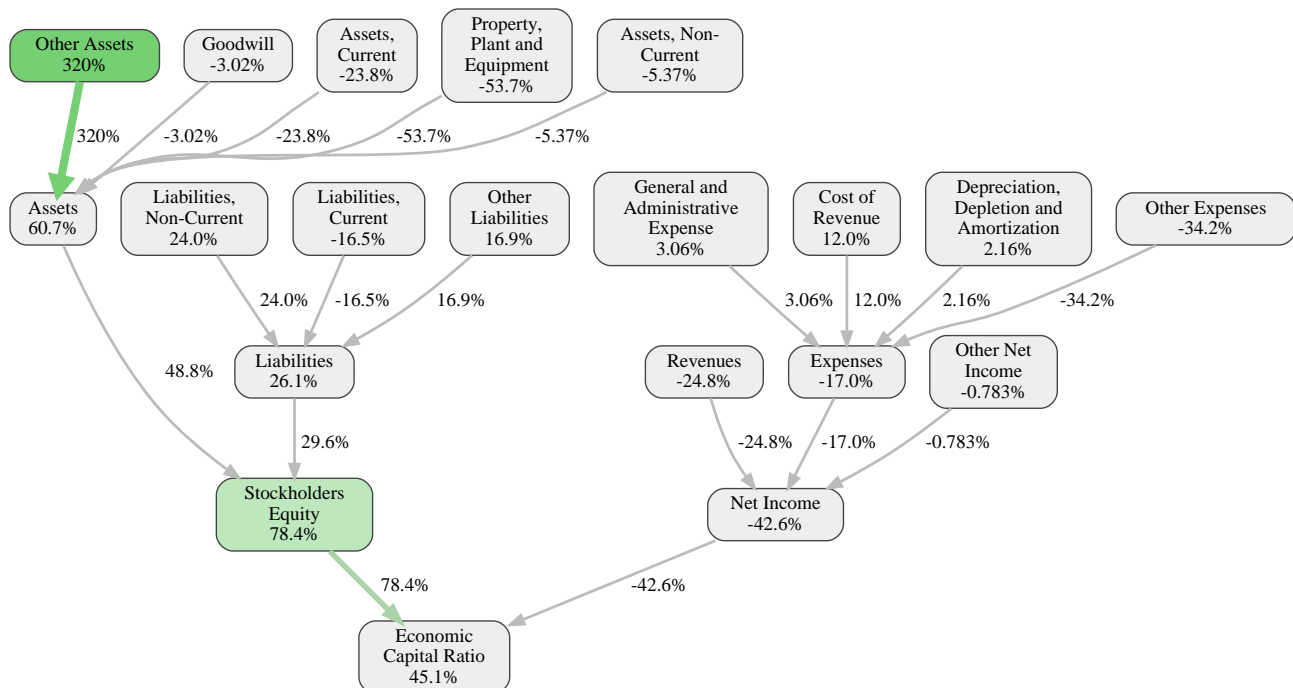 Other Assets
320%
Goodwill
-3.02%
Assets,
Current
-23.8%
Property,
Plant and
Equipment
-53.7%
Assets, Non-
Current
-5.37%
320%
-3.02%
-23.8%
-53.7%
-5.37%
Assets
60.7%
Liabilities,
Non-Current
24.0%
Liabilities,
Current
-16.5%
Other
Liabilities
16.9%
General and
Administrative
Expense
3.06%
Cost of
Revenue
12.0%
Depreciation,
Depletion and
Amortization
2.16%
Other Expenses
-34.2%
24.0%
-16.5%
16.9%
3.06%
12.0%
2.16%
-34.2%
48.8%
Liabilities
26.1%
Revenues
-24.8%
Expenses
-17.0%
Other Net
Income
-0.783%
29.6%
-24.8%
-17.0%
-0.783%
Stockholders
Equity
78.4%
Net Income
-42.6%
78.4%
-42.6%
Economic
Capital Ratio
45.1%